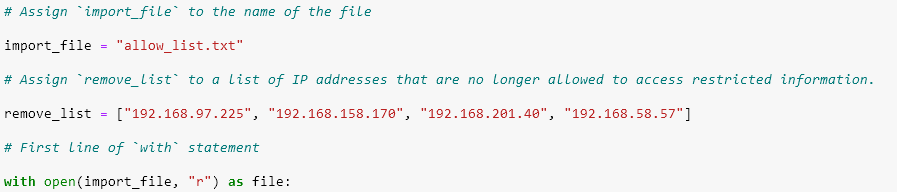 # Assign `import_file` to the name of the file
import_file = "allow_list.txt"
# Assign `remove_list` to a list of IP addresses that are no longer allowed to access restricted information.
remove_list = ["192.168.97.225", "192.168.158.170", "192.168.201.40", "192.168.58.57"]
# First line of `with` statement
with open(import_file, "r") as file: